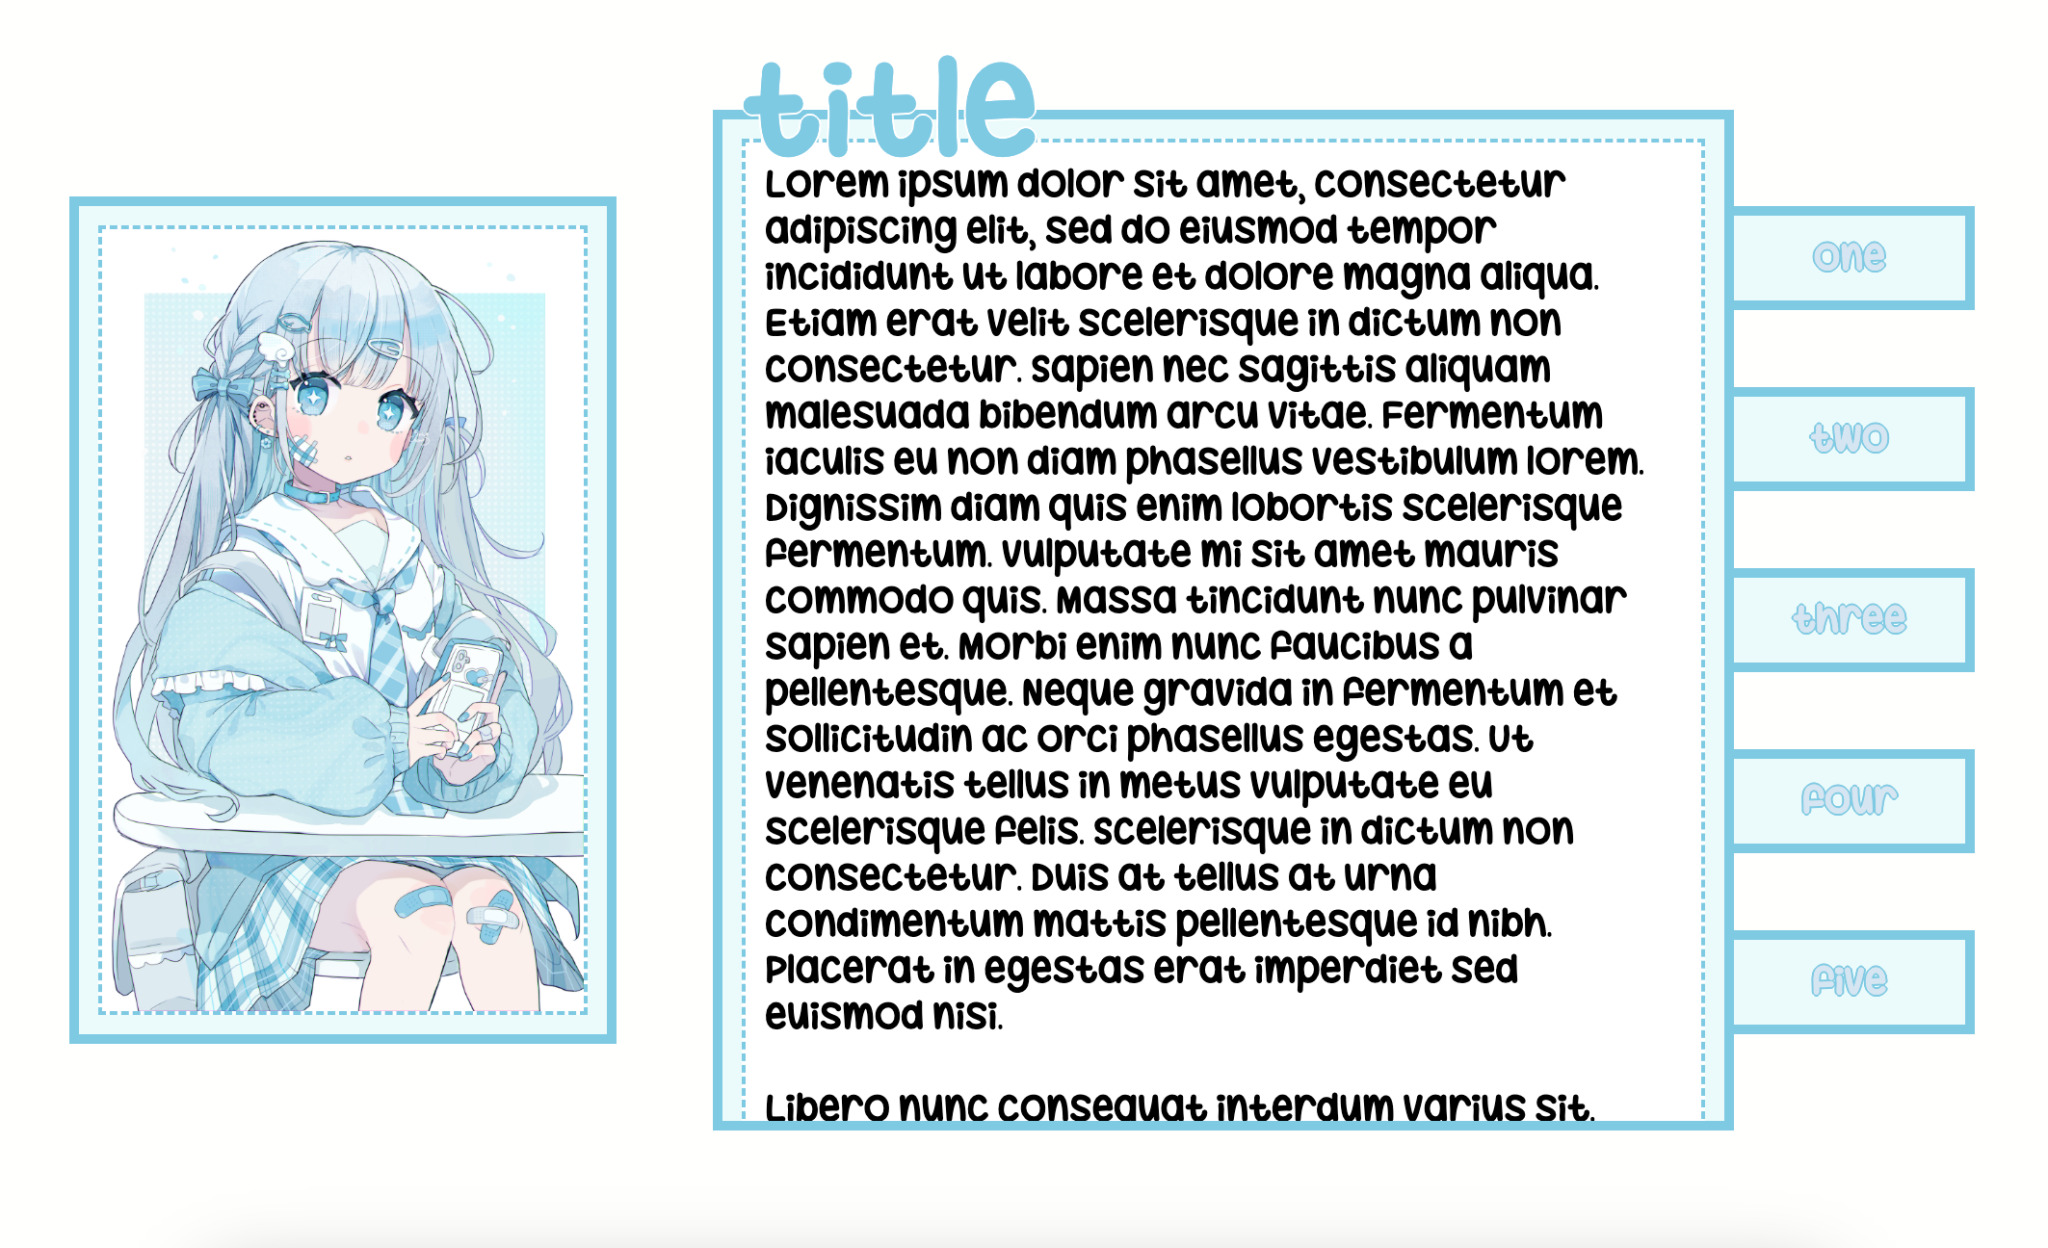 title
Lorem ipsum dolor sit amet, consectetur
adipiscing elit, sed do eiusmod tempor
incididunt ut labore et dolore magna aliqua.
Etiam erat velit scelerisque in dictum non
consectetur. Sapien nec sagittis aliquam
malesuada bibendum arcu vitae. Fermentum
iaculis eu non diam phasellus vestibulum lorem.
Dignissim diam quis enim lobortis scelerisque
fermentum. Vulputate mi sit amet mauris
commodo quis. Massa tincidunt nunc pulvinar
sapien et. Morbi enim nunc faucibus a
pellentesque. Neque gravida in fermentum et
sollicitudin ac orci phasellus egestas. Ut
venenatis tellus in metus vulputate eu
scelerisque felis. Scelerisque in dictum non
consectetur. Duis at tellus at urna
condimentum mattis pellentesque id nibh.
Placerat in egestas erat imperdiet sed
euismod nisi.
Libero nunc consequat interdum varius sit.
one
two
three
four
five